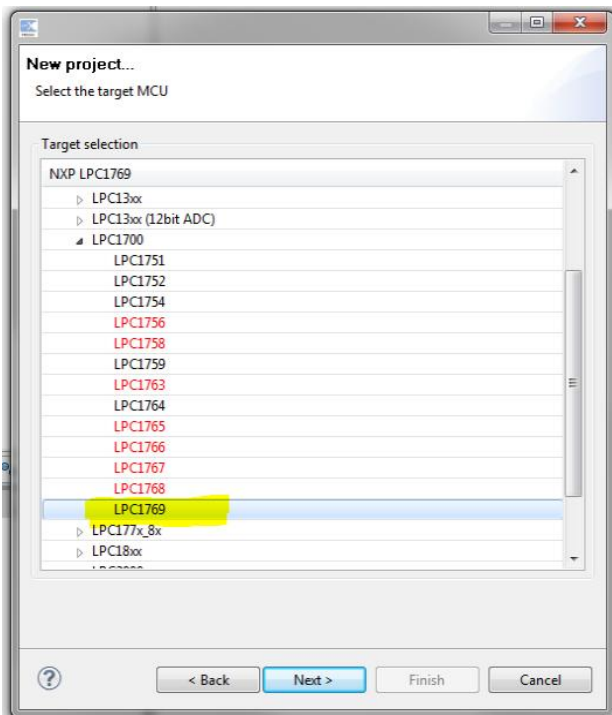 New project...
Select the target MCU
Target selection
NXP LPC1769
LPC13xx
LPC13xx (12bit ADC)
LPC1700
LPC1751
LPC1752
LPC1754
LPC1756
LPC1758
LPC1759
LPC1763
LPC1764
LPC1765
LPC1766
LPC1767
LPC1768
LPC1769
LPC177x_8x
LPC18xx
?
< Back
Next >
Finish
Cancel